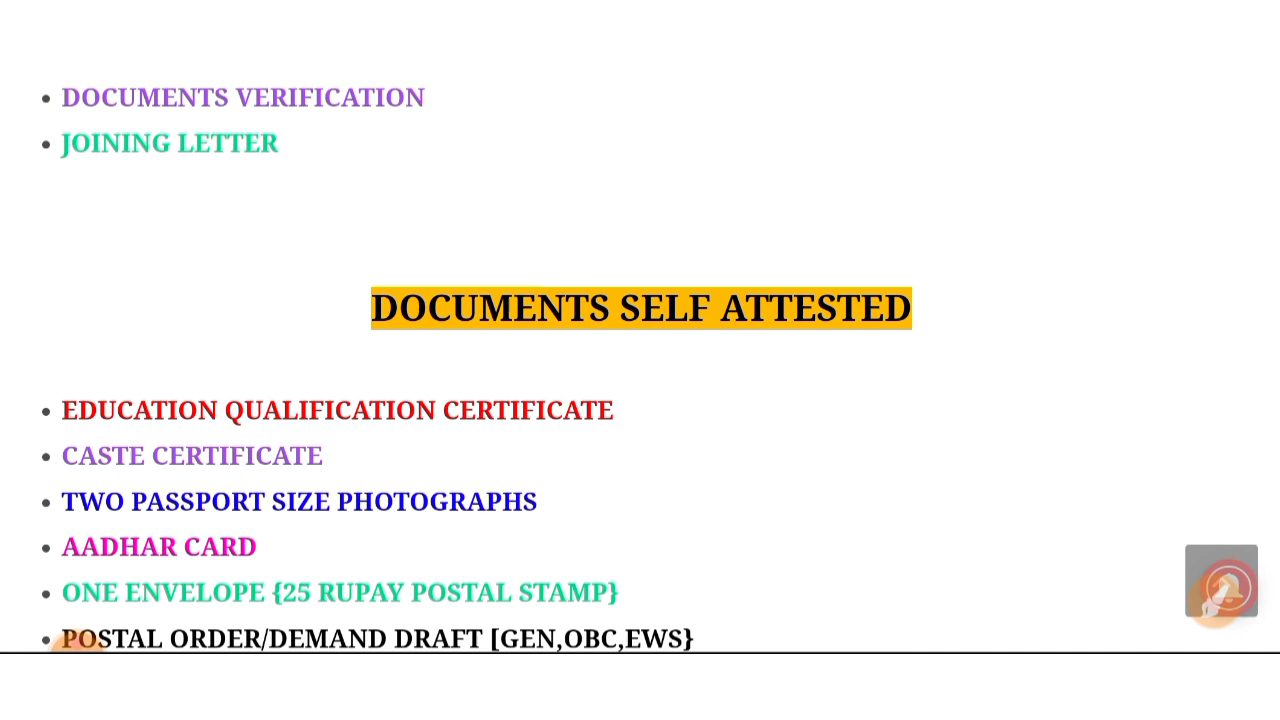 DOCUMENTS VERIFICATION
JOINING LETTER
DOCUMENTS SELF ATTESTED
EDUCATION QUALIFICATION CERTIFICATE
CASTE CERTIFICATE
TWO PASSPORT SIZE PHOTOGRAPHS
AADHAR CARD
ONE ENVELOPE {25 RUPAY POSTAL STAMP}
POSTAL ORDER/DEMAND DRAFT [GEN,OBC,EWS}